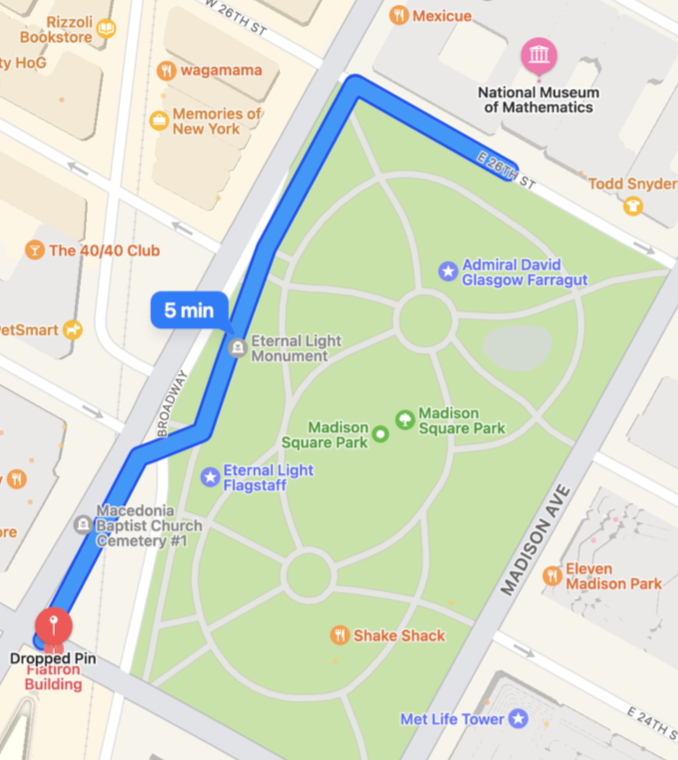 W 26TH ST
Mexicue
Rizzoli
Bookstore
ty HoG
wagamama
National Museum
of Mathematics
Memories of
New York
E 26TH ST
Todd Snyder
The 40/40 Club
Admiral David
Glasgow Farragut
5 min
PetSmart
Eternal Light
Monument
BROADWAY
Madison
Square Park
Madison
Square Park
Eternal Light
Flagstaff
Macedonia
Baptist Church
Cemetery #1
MADISON AVE
y
ore
Eleven
Madison Park
Shake Shack
Dropped Pin
Flatiron
Building
Met Life Tower
E 24TH S